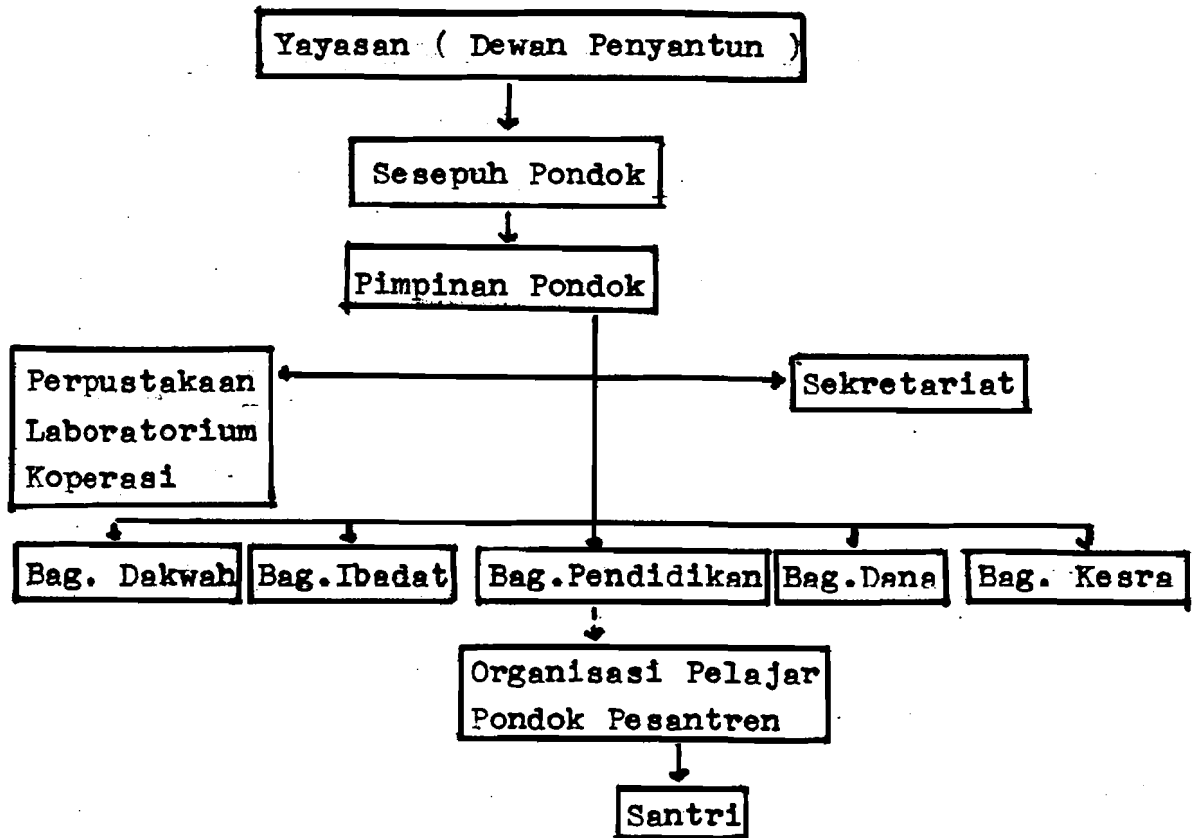 Yayasan ( Dewan Penyantun )
Sesepuh Pondok
Pimpinan Pondok
Perpustakaan
Laboratorium
Koperasi
Sekretariat
Bag. Dakwah
Bag.Ibadat
Bag.Pendidikan
Bag.Dana
Bag. Kesra
Organisasi Pelajar
Pondok Pesantren
Santri